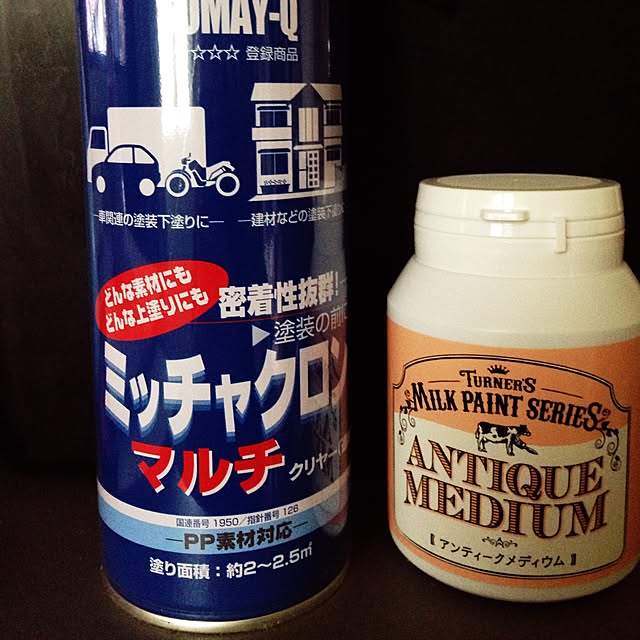 OMAY-Q
☆☆☆☆ 登録商品
車関連の塗装下塗りに
建材などの塗装下塗
どんな素材にも
どんな上塗りにも
密着性抜群!
塗装の前に
ミッチャクロン
マルチ
クリヤー
国連番号 1950/指針番号 126
PP素材対応
塗り面積:約2~2.5㎡
TURNER'S
MILK PAINT SERIES
ANTIQUE
MEDIUM
【アンティークメディウム】